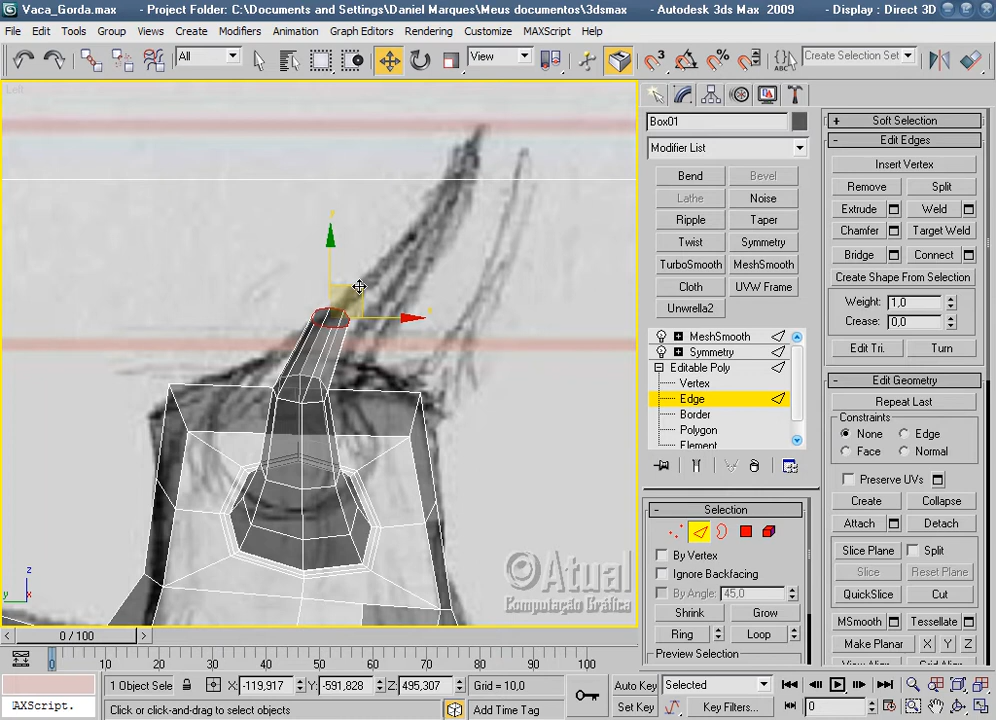 Vaca_Gorda.max - Project Folder: C:\Documents and Settings\Daniel Marques\Meus documentos\3dsmax - Autodesk 3ds Max 2009 - Display : Direct 3D
File Edit Tools Group Views Create Modifiers Animation Graph Editors Rendering Customize MAXScript Help
All View Create Selection Set
Left
Box01
Modifier List
Bend Bevel
Lathe Noise
Ripple Taper
Twist Symmetry
TurboSmooth MeshSmooth
Cloth UVW Frame
Unwrella2
MeshSmooth
Symmetry
Editable Poly
Vertex
Edge
Border
Polygon
Element
Selection
By Vertex
Ignore Backfacing
By Angle: 45,0
Shrink Grow
Ring Loop
Preview Selection
+ Soft Selection
- Edit Edges
Insert Vertex
Remove Split
Extrude Weld
Chamfer Target Weld
Bridge Connect
Create Shape From Selection
Weight: 1,0
Crease: 0,0
Edit Tri. Turn
- Edit Geometry
Repeat Last
Constraints
None Edge
Face Normal
Preserve UVs
Create Collapse
Attach Detach
Slice Plane Split
Slice Reset Plane
QuickSlice Cut
MSmooth Tessellate
Make Planar X Y Z
View Align Grid Align
©Atual
Computação Gráfica
z
y x
< 0 / 100 >
0 10 20 30 40 50 60 70 80 90 100
1 Object Sele X: -119,917 Y: -591,828 Z: 495,307 Grid = 10,0 Auto Key Selected
Set Key Key Filters... 0
AXScript. Click or click-and-drag to select objects Add Time Tag